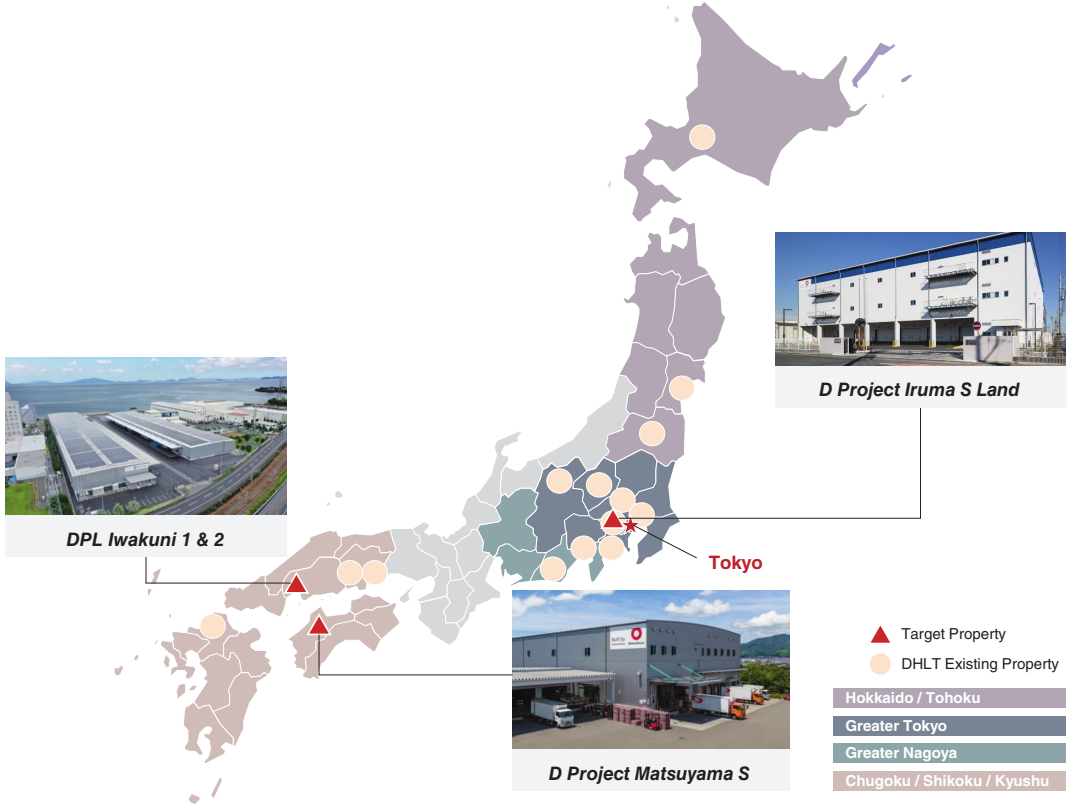 D Project Iruma S Land
DPL Iwakuni 1 & 2
Tokyo
D Project Matsuyama S
Target Property
DHLT Existing Property
Hokkaido / Tohoku
Greater Tokyo
Greater Nagoya
Chugoku / Shikoku / Kyushu